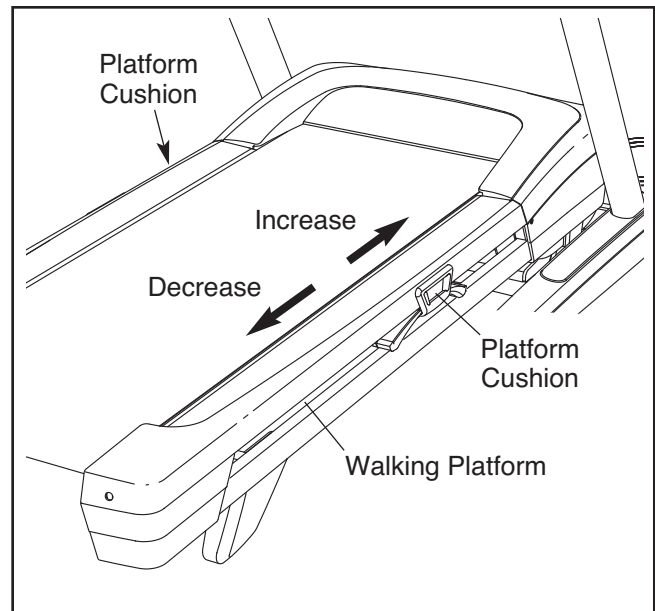 Platform
Cushion
Increase
Decrease
Platform
Cushion
Walking Platform